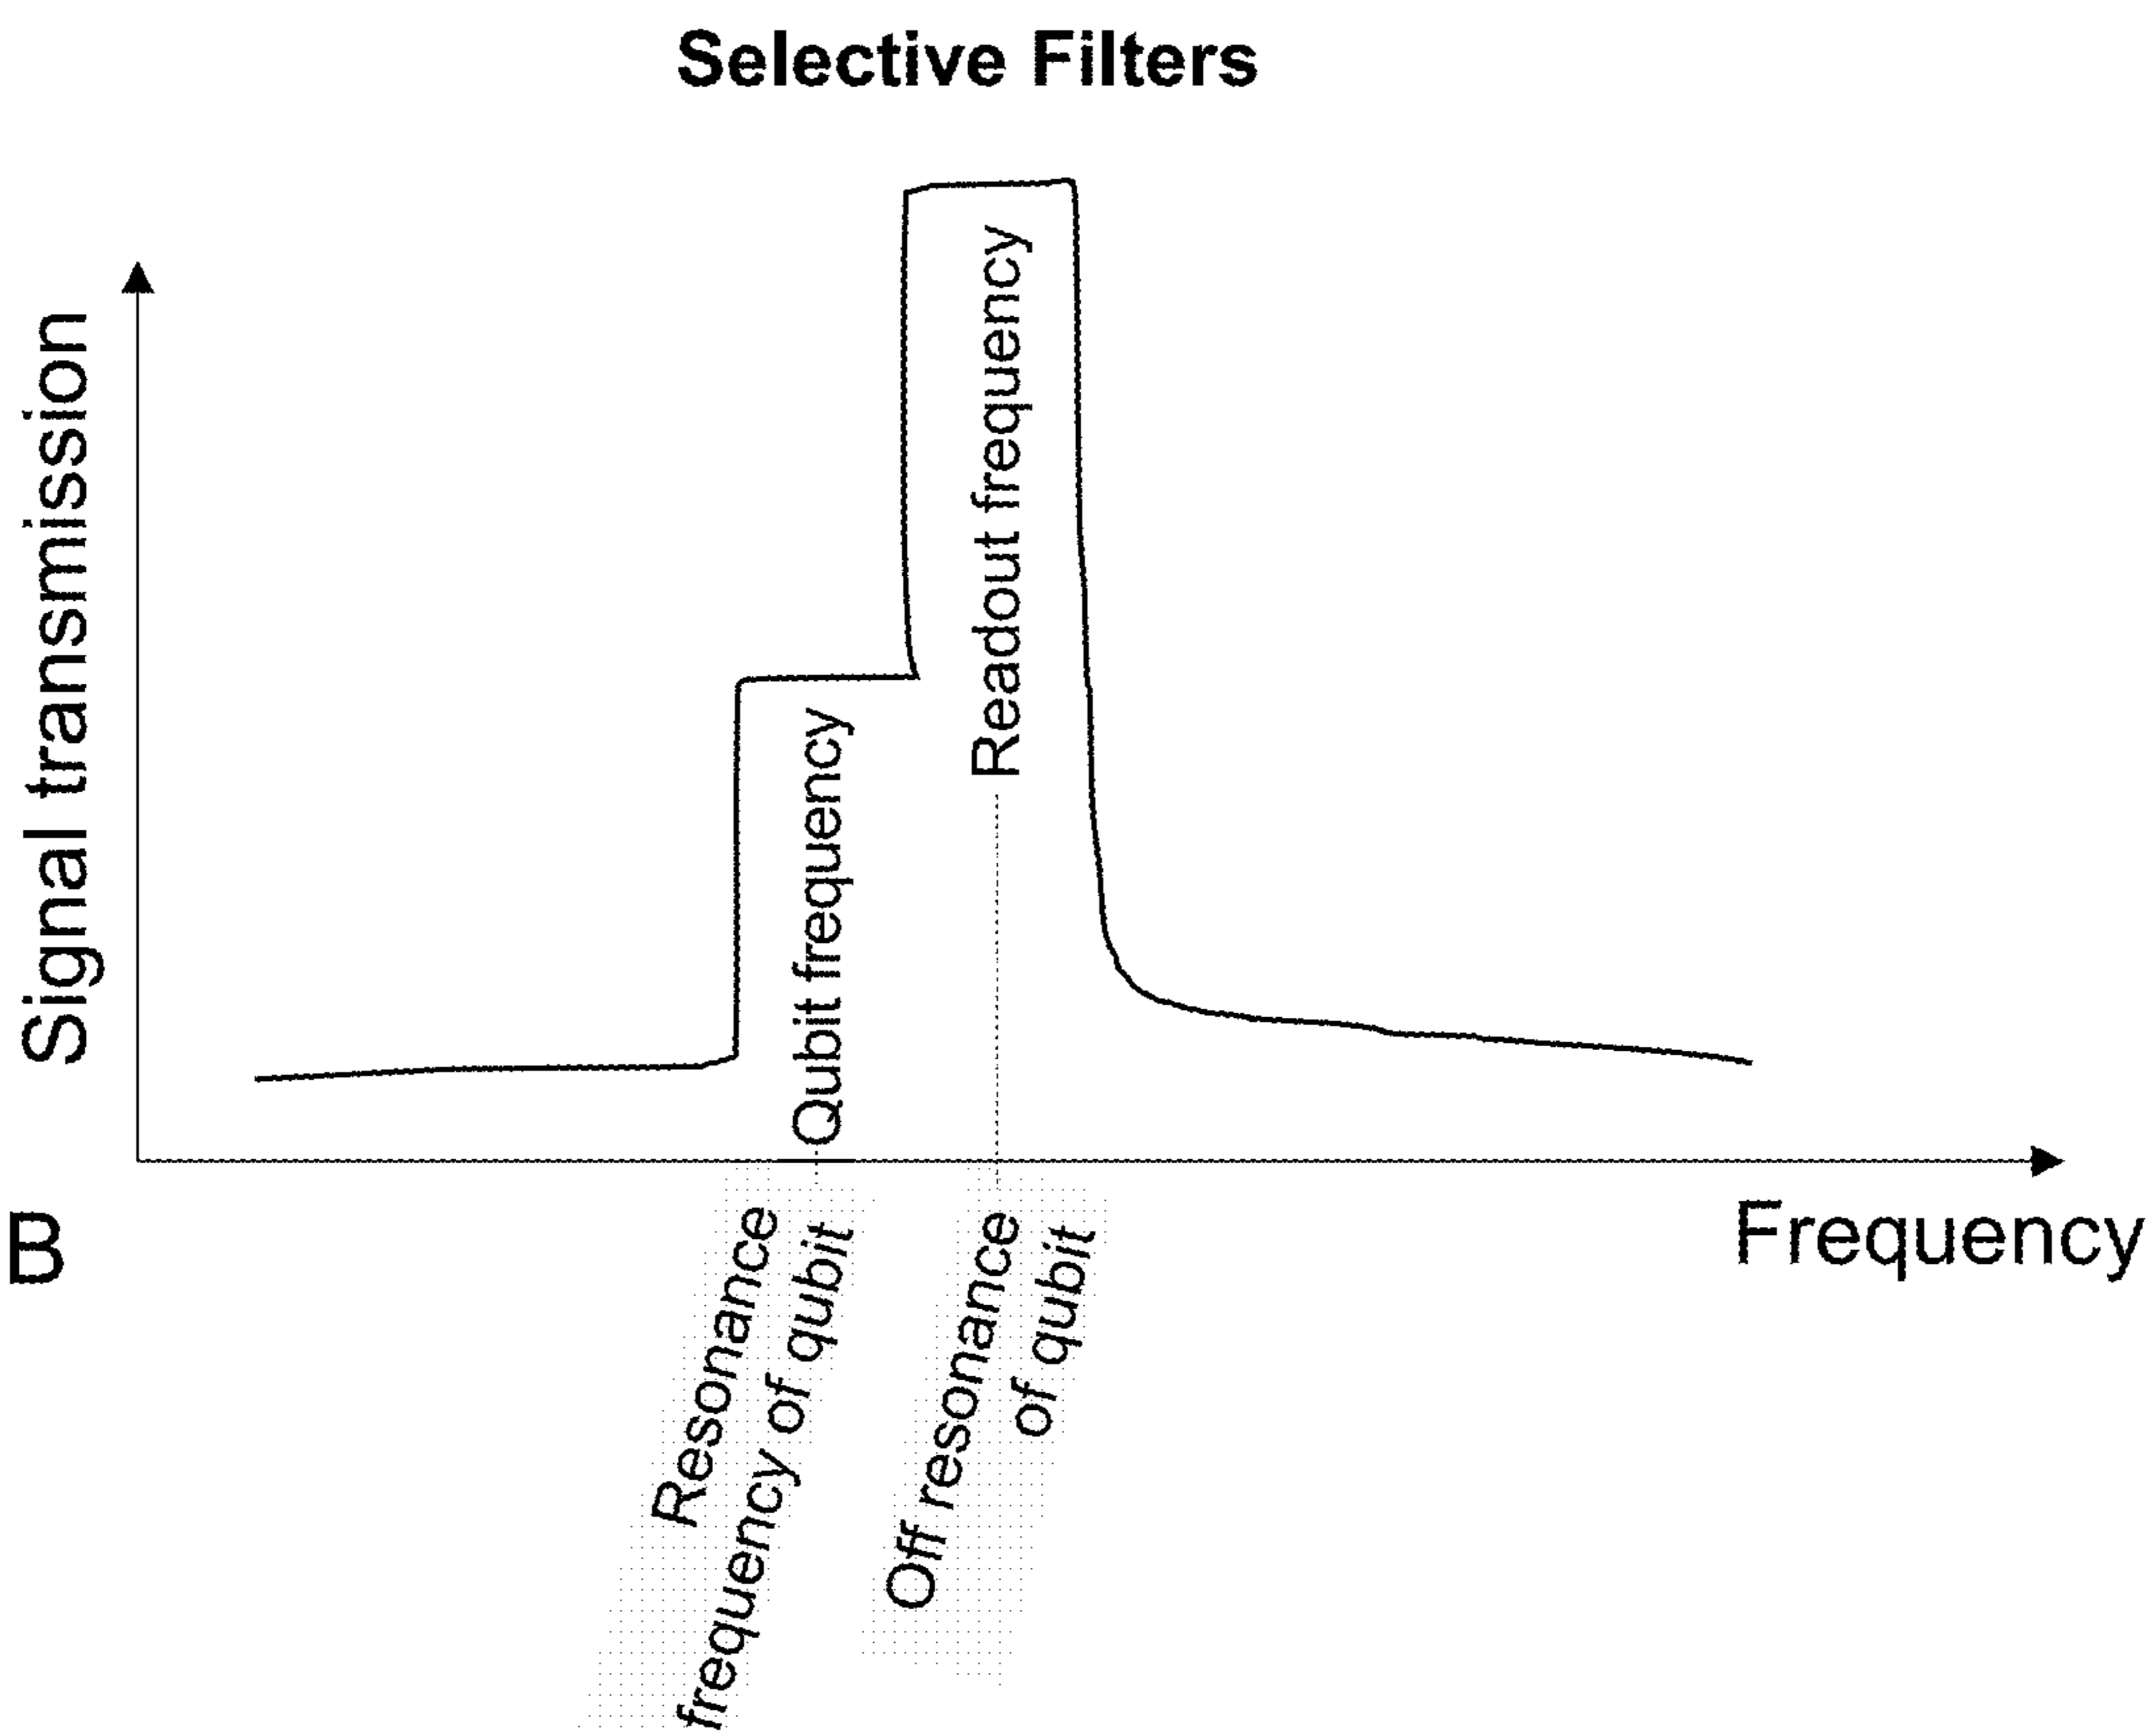 Selective Filters
Signal transmission
Readout frequency
Qubit frequency
B
Frequency
Resonance
frequency of qubit
Off resonance
of qubit